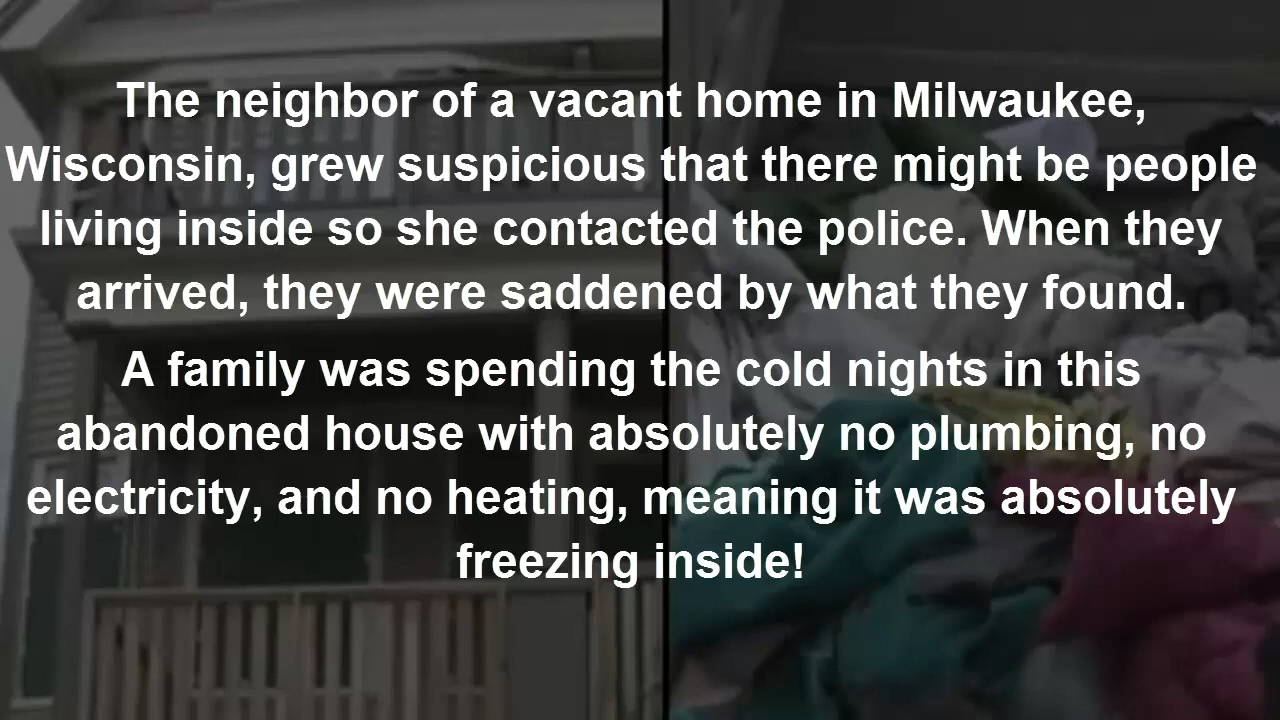 The neighbor of a vacant home in Milwaukee,
Wisconsin, grew suspicious that there might be people
living inside so she contacted the police. When they
arrived, they were saddened by what they found.
A family was spending the cold nights in this
abandoned house with absolutely no plumbing, no
electricity, and no heating, meaning it was absolutely
freezing inside!